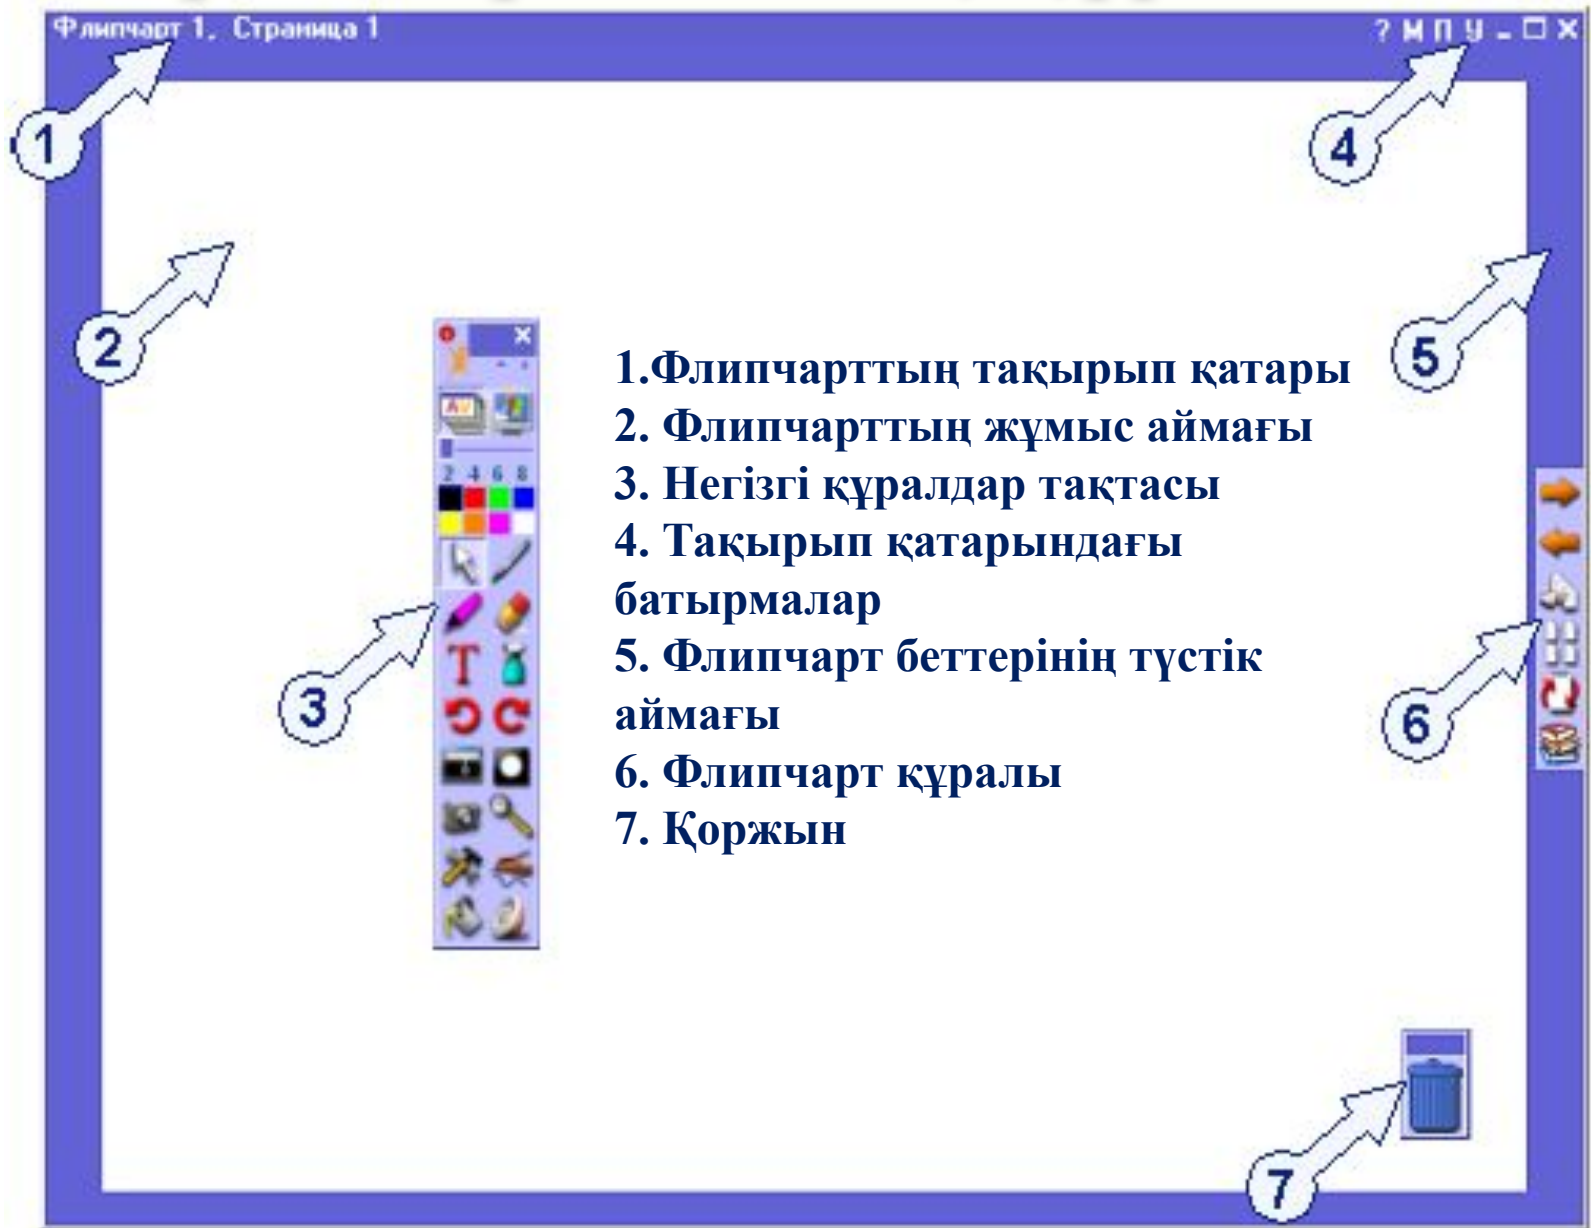 Флипчарт 1, Страница 1
? М П У
1
4
2
5
1.Флипчарттың тақырып қатары
2. Флипчарттың жұмыс аймағы
3. Негізгі құралдар тақтасы
4. Тақырып қатарындағы
батырмалар
5. Флипчарт беттерінің түстік
аймағы
6. Флипчарт құралы
7. Қоржын
2 4 6 8
T
3
6
7